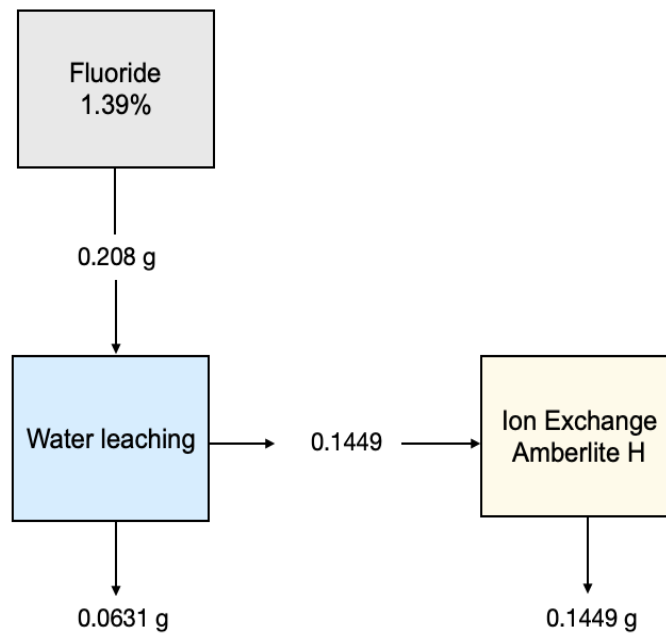 Fluoride
1.39%
0.208 g
Water leaching
0.1449
Ion Exchange
Amberlite H
0.0631 g
0.1449 g